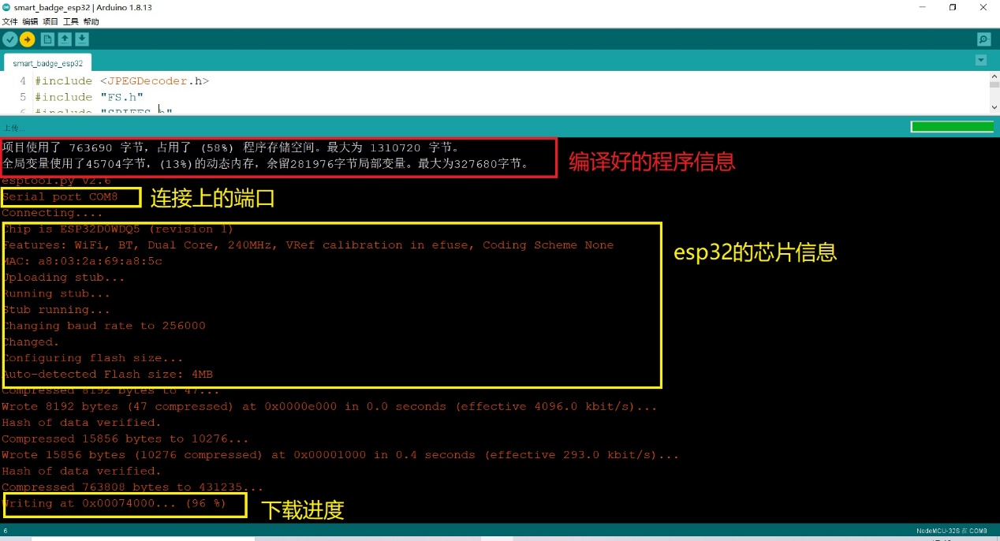 smart_badge_esp32 | Arduino 1.8.13
文件 编辑 项目 工具 帮助
smart_badge_esp32
4 #include <JPEGDecoder.h>
5 #include "FS.h"
6 #include "SPIFFS.h"
上传...
项目使用了 763690 字节，占用了 (58%) 程序存储空间。最大为 1310720 字节。
全局变量使用了45704字节，(13%)的动态内存，余留281976字节局部变量。最大为327680字节。
编译好的程序信息
esptool.py v2.6
Serial port COM8
连接上的端口
Connecting....
Chip is ESP32D0WDQ5 (revision 1)
Features: WiFi, BT, Dual Core, 240MHz, VRef calibration in efuse, Coding Scheme None
esp32的芯片信息
MAC: a8:03:2a:69:a8:5c
Uploading stub...
Running stub...
Stub running...
Changing baud rate to 256000
Changed.
Configuring flash size...
Auto-detected Flash size: 4MB
Compressed 8192 bytes to 47...
Wrote 8192 bytes (47 compressed) at 0x0000e000 in 0.0 seconds (effective 4096.0 kbit/s)...
Hash of data verified.
Compressed 15856 bytes to 10276...
Wrote 15856 bytes (10276 compressed) at 0x00001000 in 0.4 seconds (effective 293.0 kbit/s)...
Hash of data verified.
Compressed 763808 bytes to 431235...
Writing at 0x00074000... (96 %)
下载进度
6
NodeMCU-32S 在 COM8